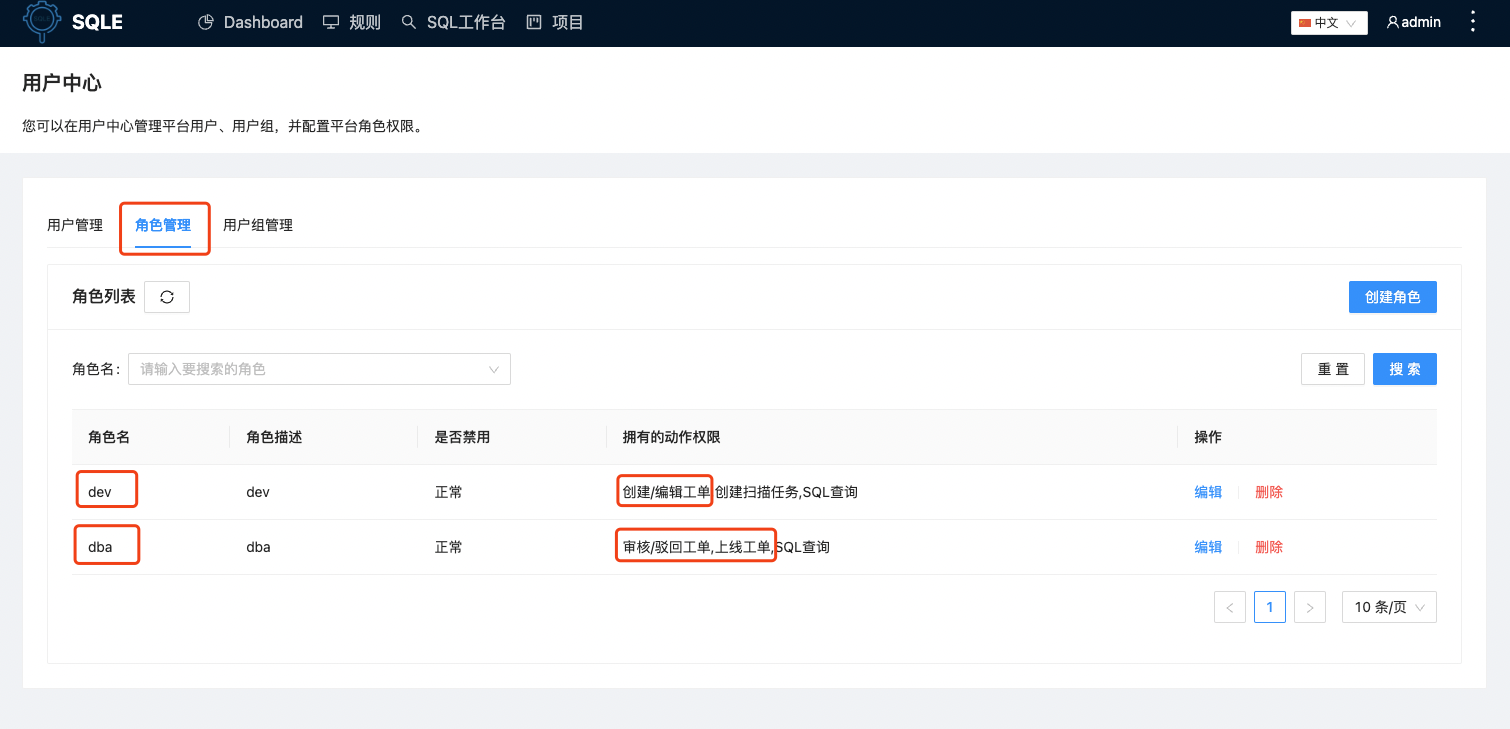 SQLE Dashboard 规则 SQL工作台 项目 中文 admin
用户中心
您可以在用户中心管理平台用户、用户组，并配置平台角色权限。
用户管理 角色管理 用户组管理
角色列表 创建角色
角色名： 请输入要搜索的角色 重 置 搜 索
角色名 角色描述 是否禁用 拥有的动作权限 操作
dev dev 正常 创建/编辑工单,创建扫描任务,SQL查询 编辑 删除
dba dba 正常 审核/驳回工单,上线工单,SQL查询 编辑 删除
< 1 > 10 条/页